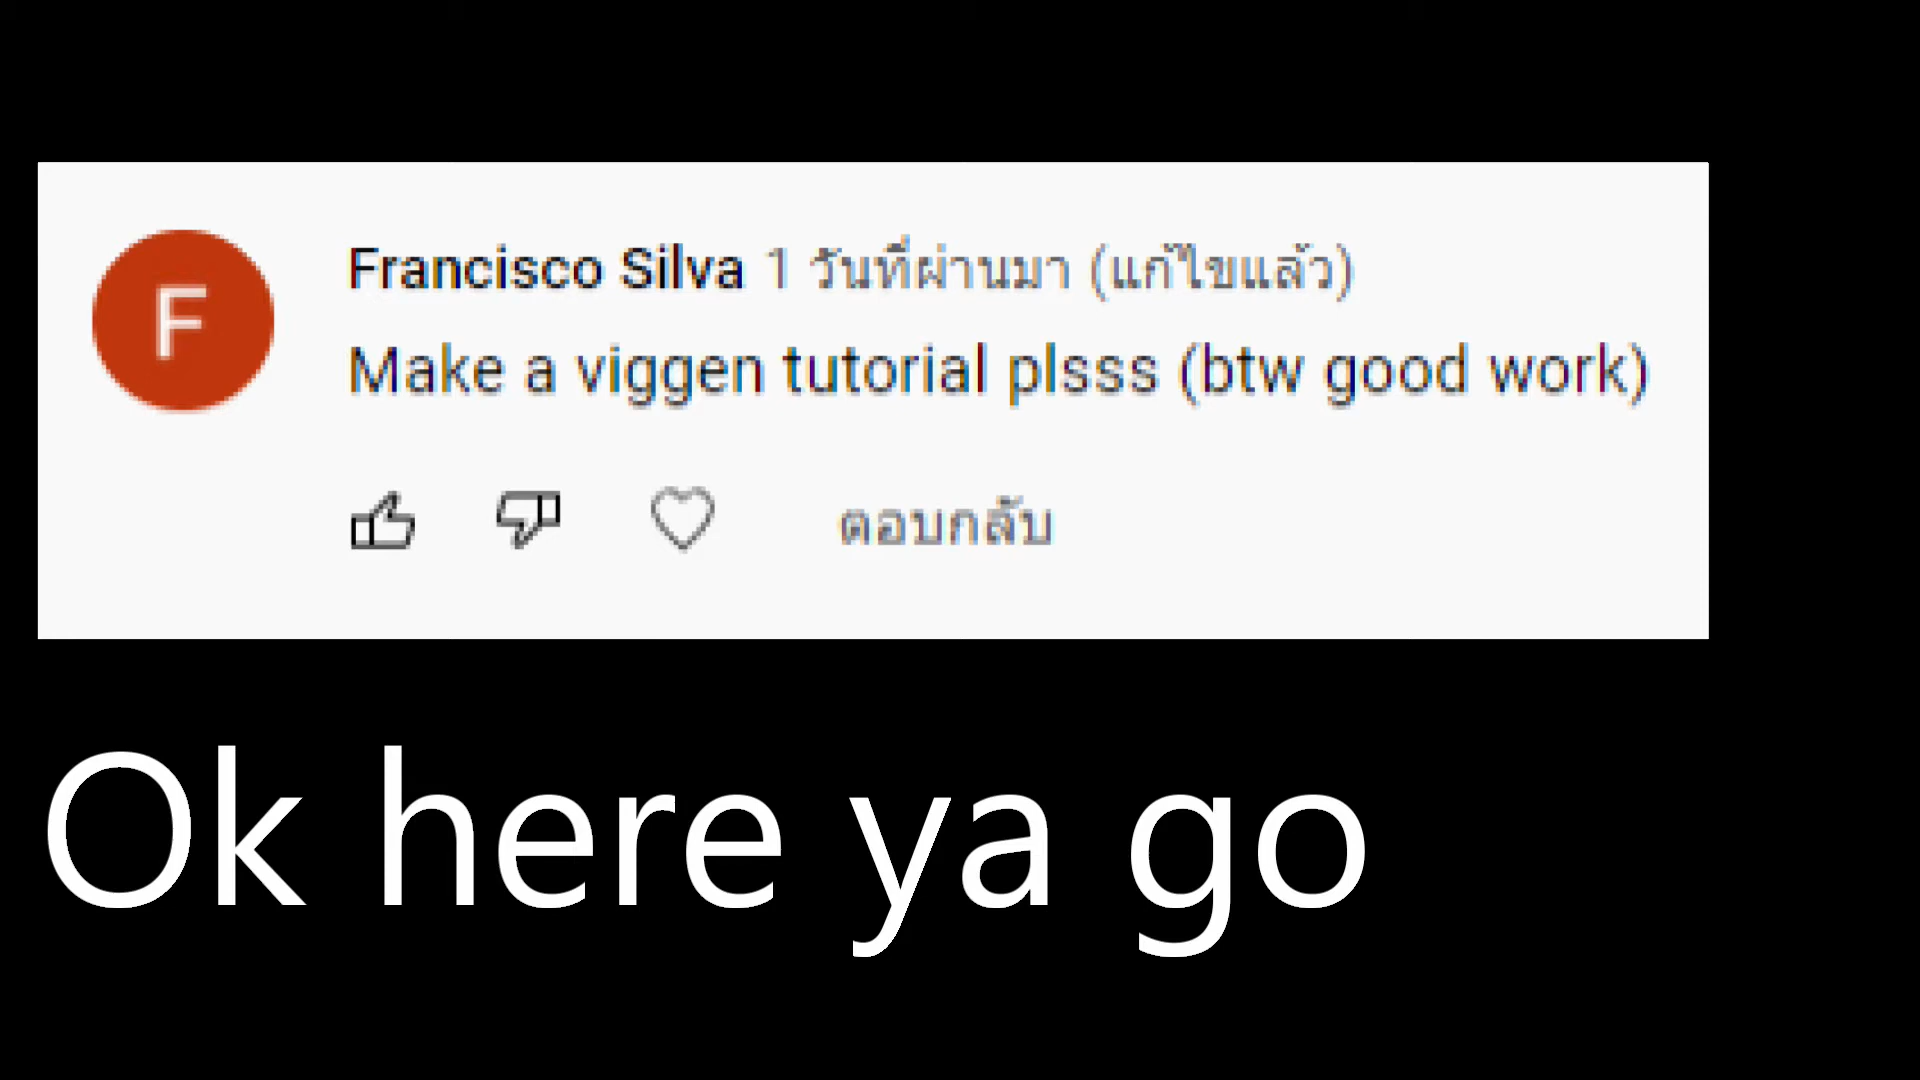 F
Francisco Silva 1 วันที่ผ่านมา (แก้ไขแล้ว)
Make a viggen tutorial plsss (btw good work)
ตอบกลับ
Ok here ya go